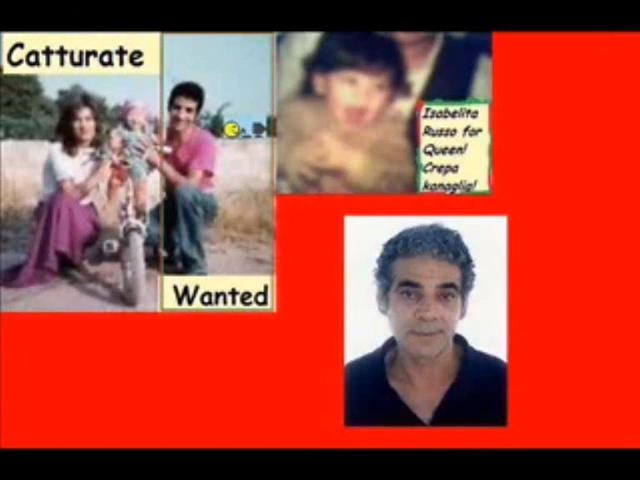 Catturate
Wanted
Isabelita
Russo for
Queen!
Crepa
kanaglia!